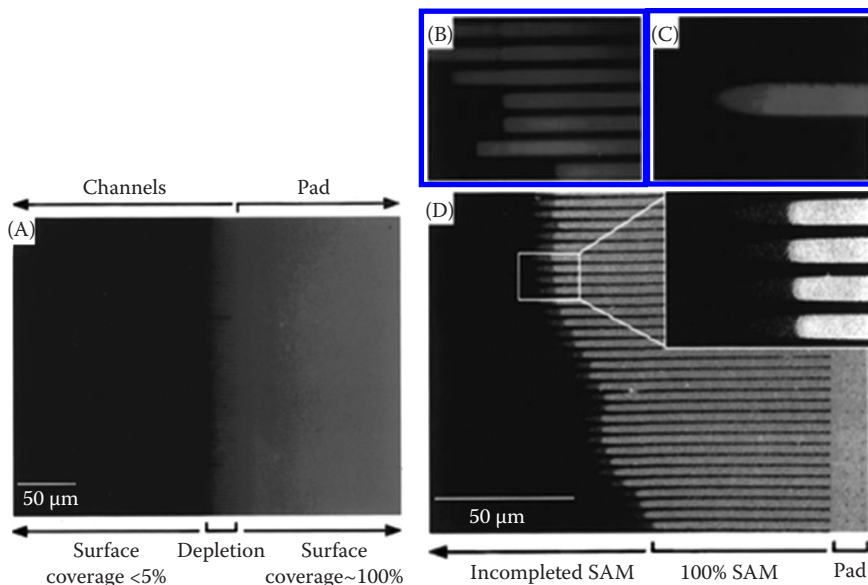 (B)
(C)
Channels
Pad
(A)
(D)
50 μm
50 μm
Surface
coverage <5%
Depletion
Surface
coverage~100%
Incompleted SAM
100% SAM
Pad